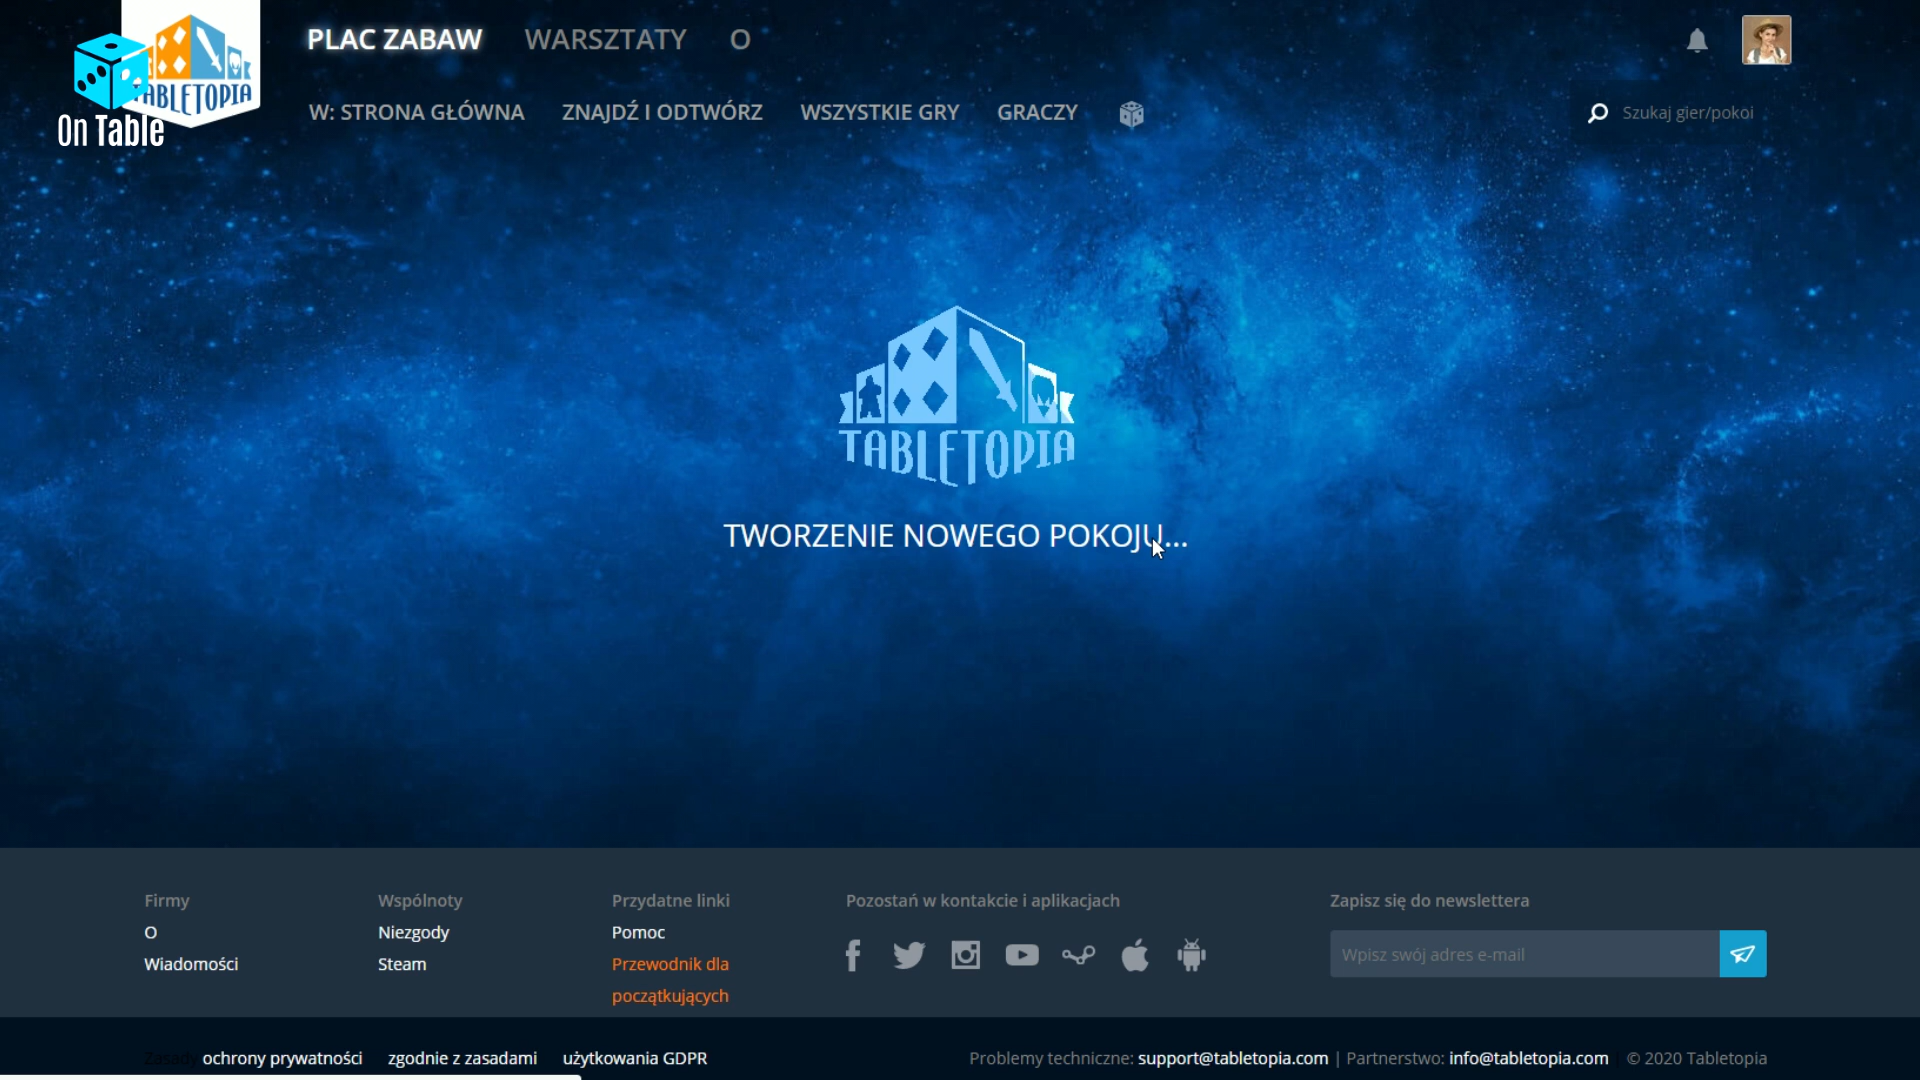 PLAC ZABAW WARSZTATY O
TABLETOPIA
On Table
W: STRONA GŁÓWNA ZNAJDŹ I ODTWÓRZ WSZYSTKIE GRY GRACZY Szukaj gier/pokoi
TABLETOPIA
TWORZENIE NOWEGO POKOJU...
Firmy Wspólnoty Przydatne linki Pozostań w kontakcie i aplikacjach Zapisz się do newslettera
O Niezgody Pomoc
Wiadomości Steam Przewodnik dla
początkujących
Wpisz swój adres e-mail
Zasady ochrony prywatności zgodnie z zasadami użytkowania GDPR Problemy techniczne: support@tabletopia.com | Partnerstwo: info@tabletopia.com © 2020 Tabletopia